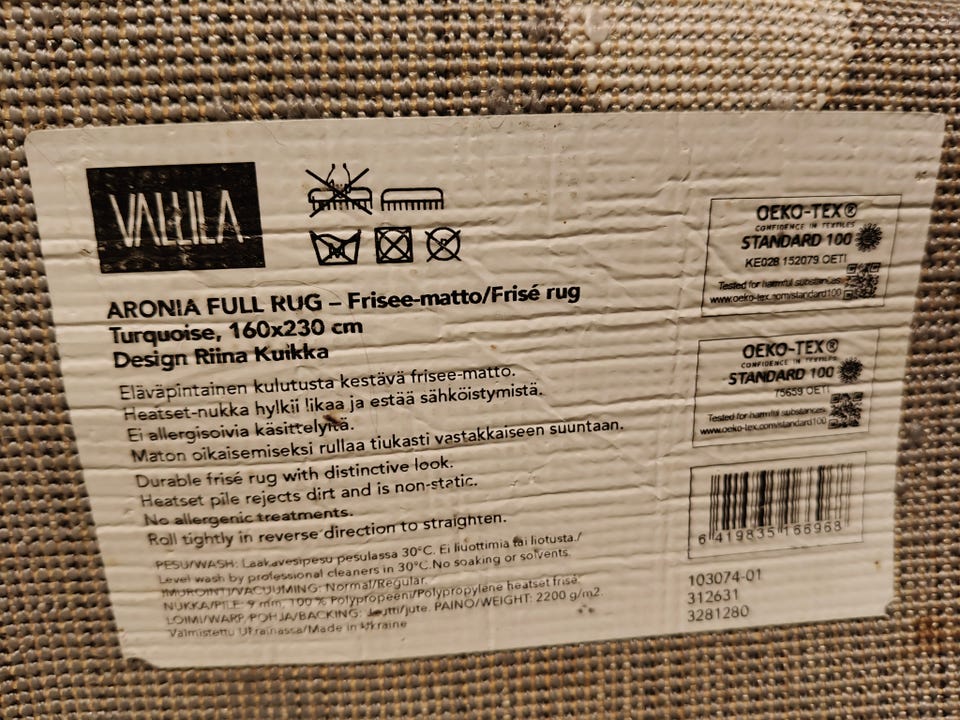 VALLILA
ARONIA FULL RUG – Frisee-matto/Frisé rug
Turquoise, 160x230 cm
Design Riina Kuikka
Eläväpintainen kulutusta kestävä frisee-matto.
Heatset-nukka hylkii likaa ja estää sähköistymistä.
Ei allergisoivia käsittelyitä.
Maton oikaisemiseksi rullaa tiukasti vastakkaiseen suuntaan.
Durable frisé rug with distinctive look.
Heatset pile rejects dirt and is non-static.
No allergenic treatments.
Roll tightly in reverse direction to straighten.
PESU/WASH: Laakavesipesu pesulassa 30°C. Ei liuottimia tai liotusta./
Level wash by professional cleaners in 30°C. No soaking or solvents.
IMUROINTI/VACUUMING: Normal/Regular.
NUKKA/PILE: 9 mm, 100 % Polypropeeni/Polypropylene heatset frisé.
LOIMI/WARP, POHJA/BACKING: Jutti/jute. PAINO/WEIGHT: 2200 g/m2.
Valmistettu Ukrainassa/Made in Ukraine
OEKO-TEX®
CONFIDENCE IN TEXTILES
STANDARD 100
KE028 152079 OETI
Tested for harmful substances
www.oeko-tex.com/standard100
OEKO-TEX®
CONFIDENCE IN TEXTILES
STANDARD 100
75659 OETI
Tested for harmful substances
www.oeko-tex.com/standard100
6 419835 166968
103074-01
312631
3281280